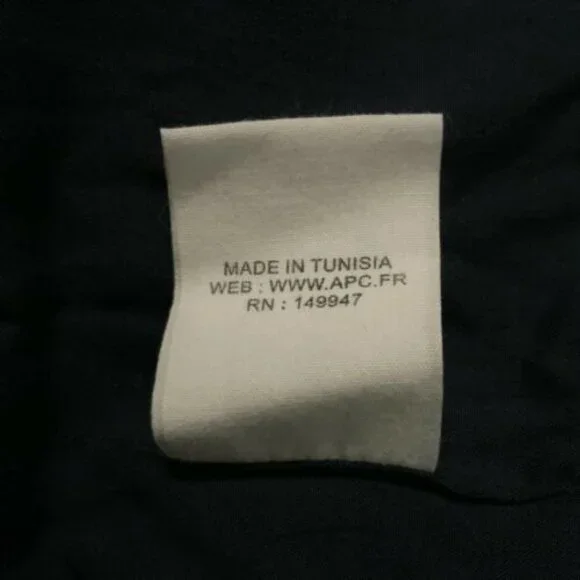 MADE IN TUNISIA
WEB : WWW.APC.FR
RN : 149947